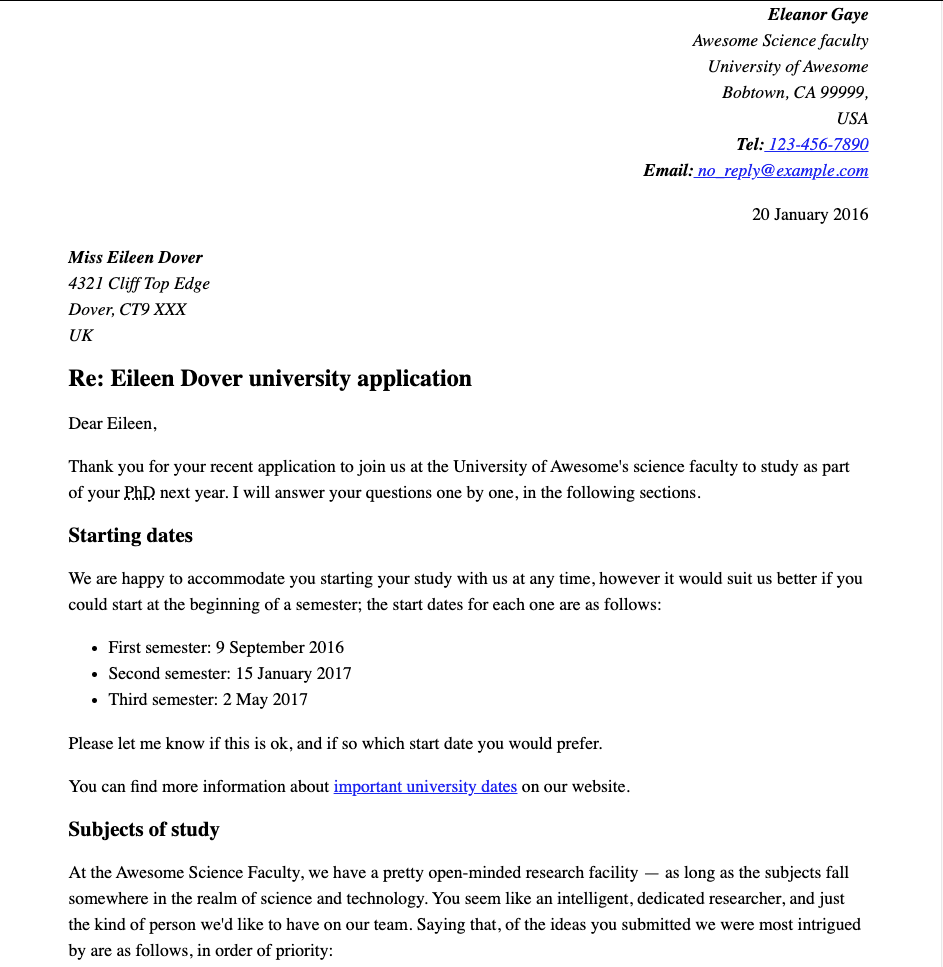 Eleanor Gaye
Awesome Science faculty
University of Awesome
Bobtown, CA 99999,
USA
Tel: 123-456-7890
Email: no_reply@example.com
20 January 2016
Miss Eileen Dover
4321 Cliff Top Edge
Dover, CT9 XXX
UK
Re: Eileen Dover university application
Dear Eileen,
Thank you for your recent application to join us at the University of Awesome's science faculty to study as part
of your PhD next year. I will answer your questions one by one, in the following sections.
Starting dates
We are happy to accommodate you starting your study with us at any time, however it would suit us better if you
could start at the beginning of a semester; the start dates for each one are as follows:
• First semester: 9 September 2016
• Second semester: 15 January 2017
• Third semester: 2 May 2017
Please let me know if this is ok, and if so which start date you would prefer.
You can find more information about important university dates on our website.
Subjects of study
At the Awesome Science Faculty, we have a pretty open-minded research facility — as long as the subjects fall
somewhere in the realm of science and technology. You seem like an intelligent, dedicated researcher, and just
the kind of person we'd like to have on our team. Saying that, of the ideas you submitted we were most intrigued
by are as follows, in order of priority: